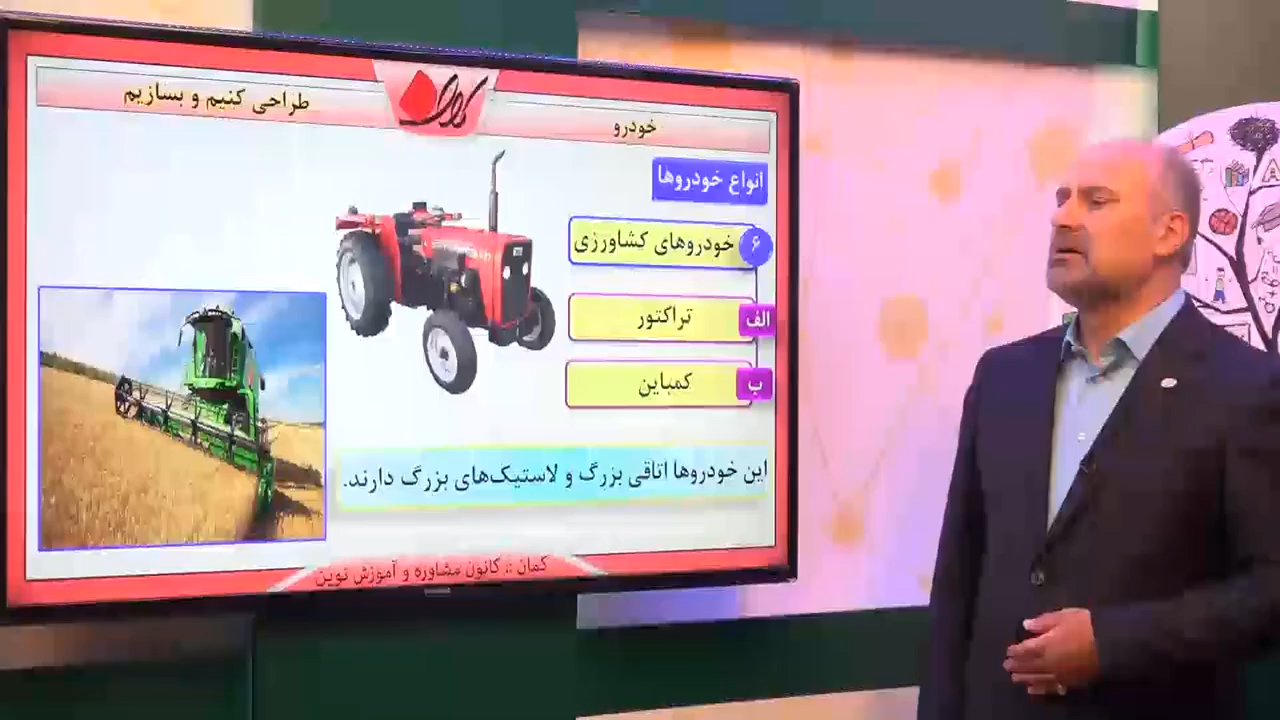 خودرو
طراحی کنیم و بسازیم
کمان
انواع خودروها
۶ خودروهای کشاورزی
الف تراکتور
ب کمباین
این خودروها اتاقی بزرگ و لاستیک‌های بزرگ دارند.
کمان :: کانون مشاوره و آموزش نوین